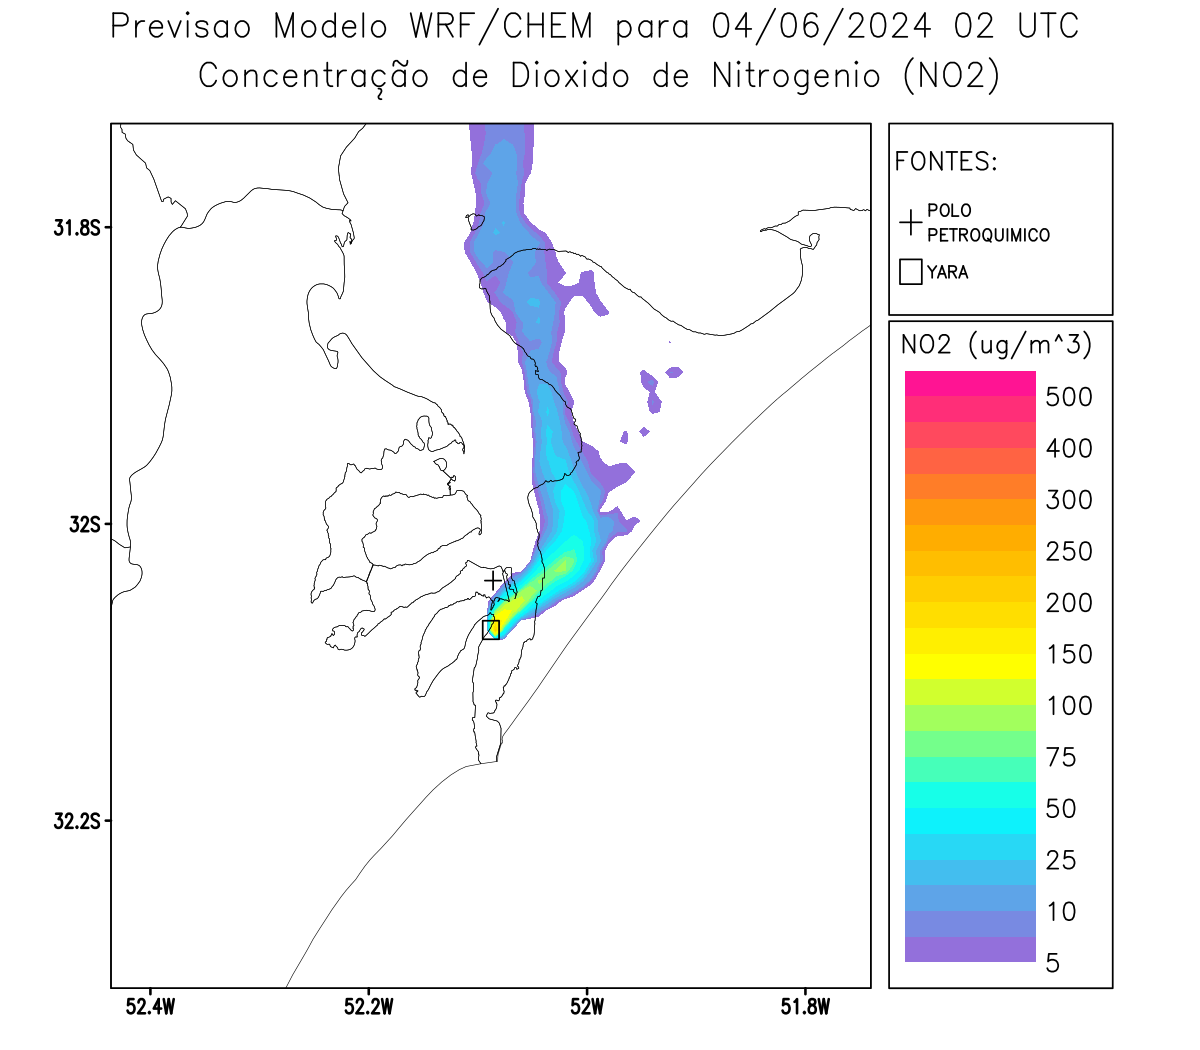 Previsao Modelo WRF/CHEM para 04/06/2024 02 UTC
Concentração de Dioxido de Nitrogenio (NO2)
FONTES:
POLO
PETROQUIMICO
YARA
NO2 (ug/m^3)
500
400
300
250
200
150
100
75
50
25
10
5
31.8S
32S
32.2S
52.4W
52.2W
52W
51.8W